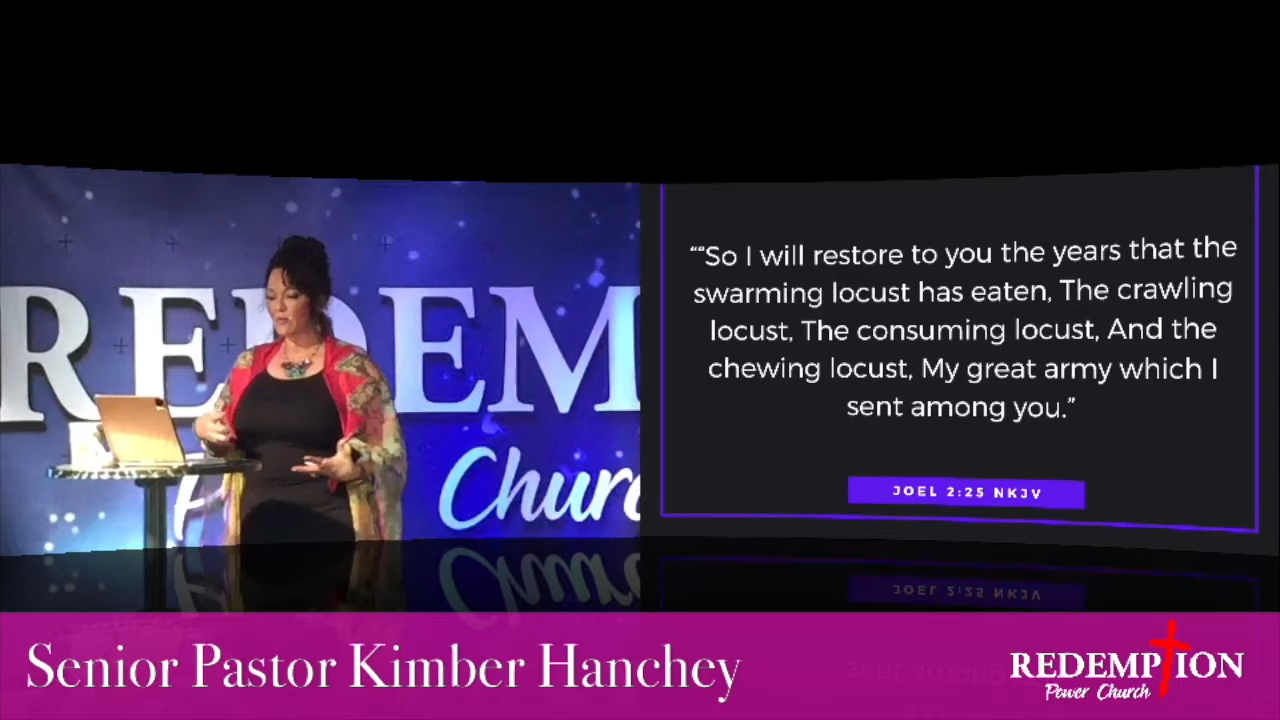 REDEM
Churc
““So I will restore to you the years that the
swarming locust has eaten, The crawling
locust, The consuming locust, And the
chewing locust, My great army which I
sent among you.”
JOEL 2:25 NKJV
Senior Pastor Kimber Hanchey
REDEMPTION
Power Church